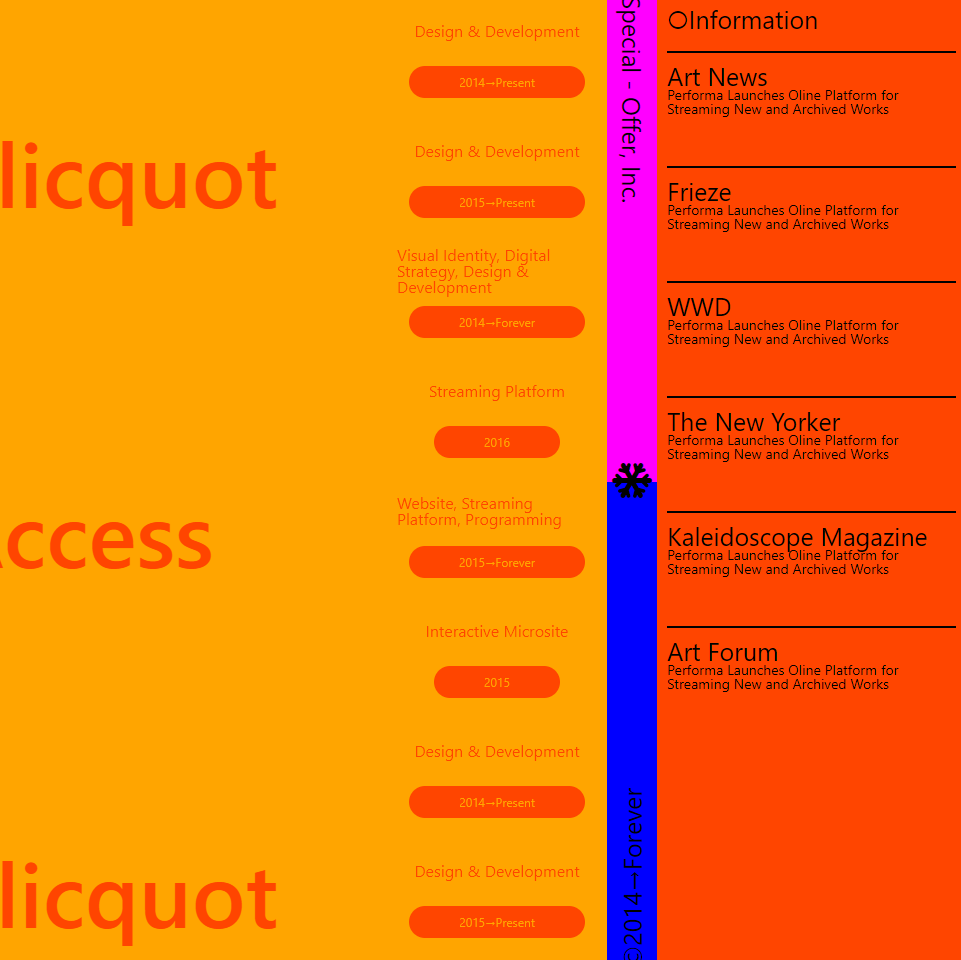 Design & Development
2014→Present
licquot
Design & Development
2015→Present
Visual Identity, Digital
Strategy, Design &
Development
2014→Forever
Streaming Platform
2016
Access
Website, Streaming
Platform, Programming
2015→Forever
Interactive Microsite
2015
Design & Development
2014→Present
licquot
Design & Development
2015→Present
Special - Offer, Inc.
©2014→Forever
Information
Art News
Performa Launches Oline Platform for
Streaming New and Archived Works
Frieze
Performa Launches Oline Platform for
Streaming New and Archived Works
WWD
Performa Launches Oline Platform for
Streaming New and Archived Works
The New Yorker
Performa Launches Oline Platform for
Streaming New and Archived Works
Kaleidoscope Magazine
Performa Launches Oline Platform for
Streaming New and Archived Works
Art Forum
Performa Launches Oline Platform for
Streaming New and Archived Works